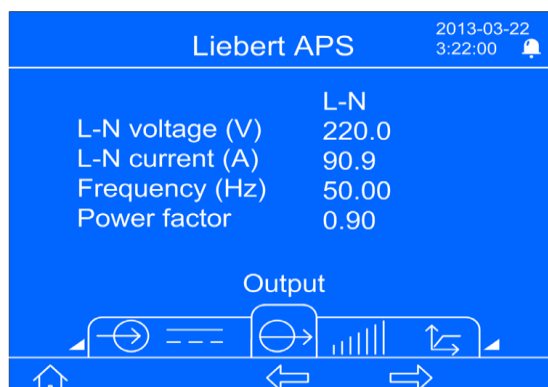 Liebert APS
2013-03-22
3:22:00
L-N
L-N voltage (V) 220.0
L-N current (A) 90.9
Frequency (Hz) 50.00
Power factor 0.90
Output